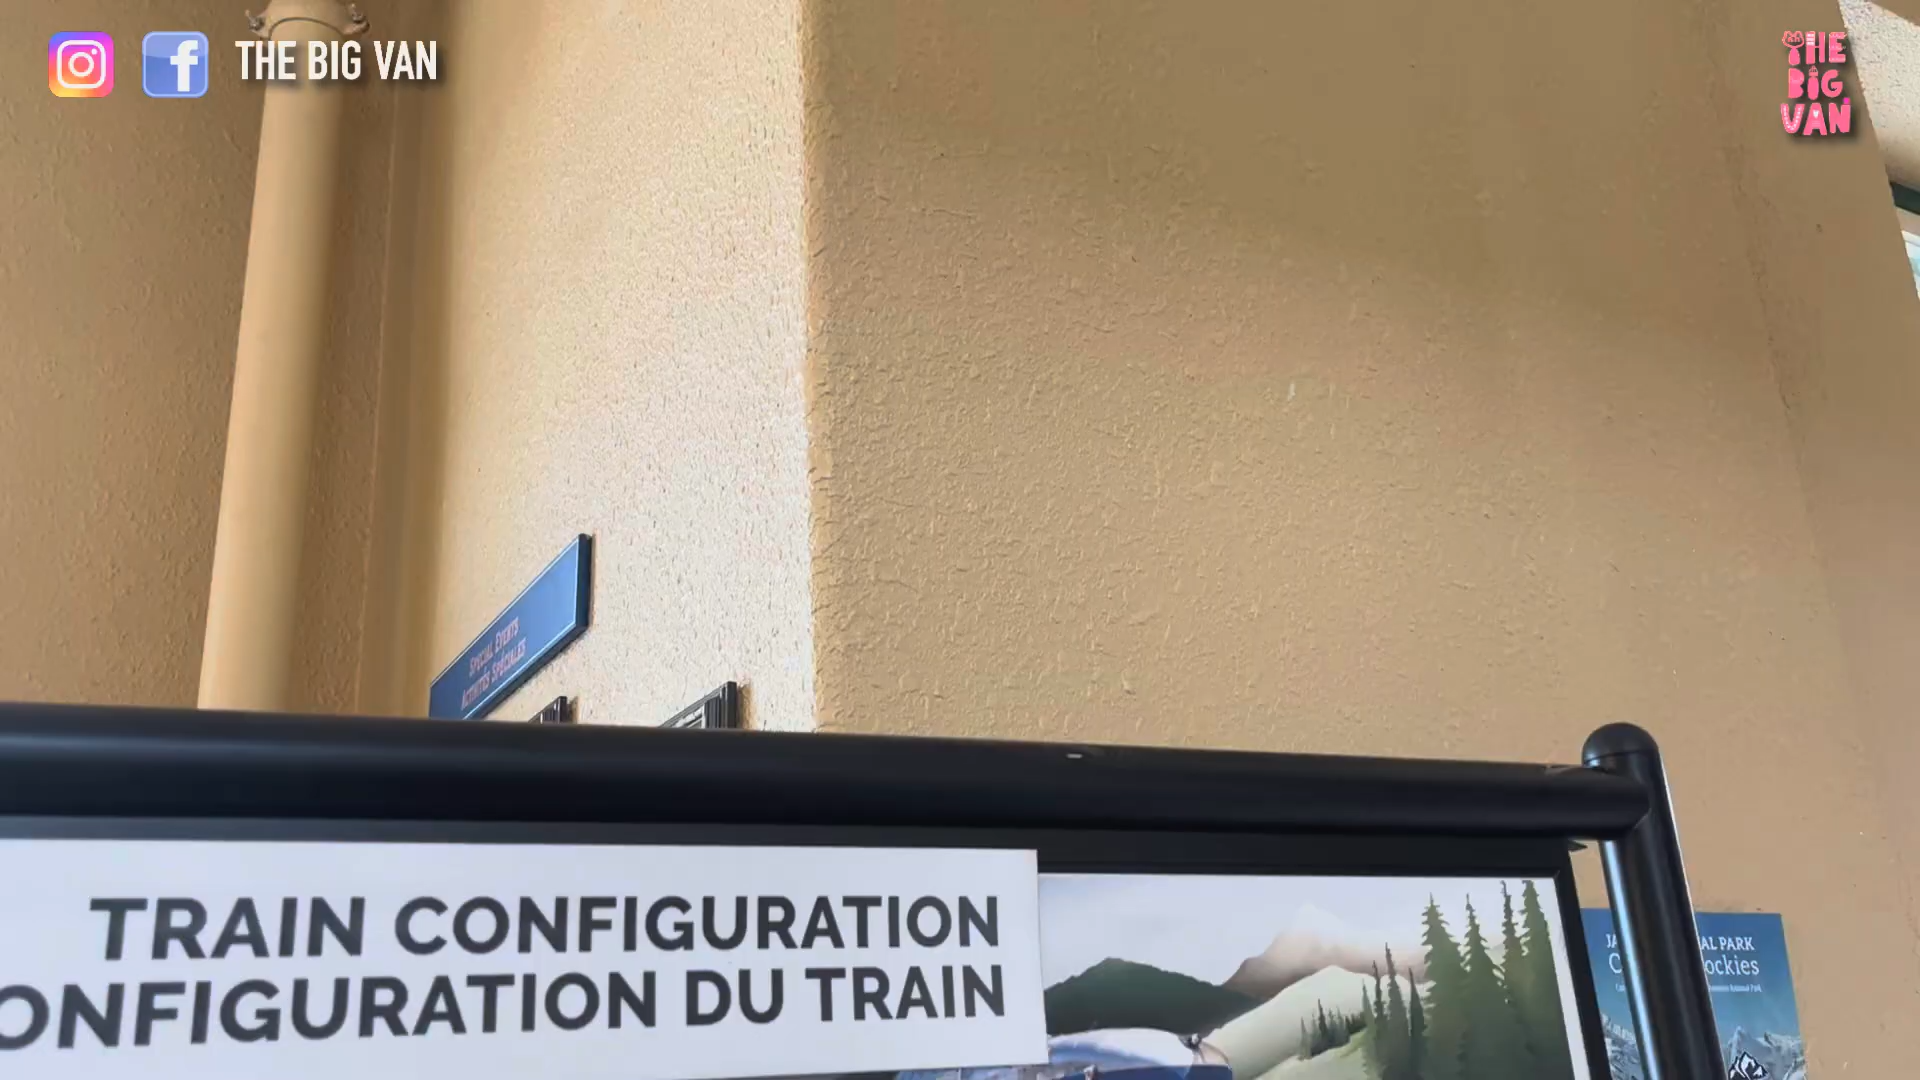 THE BIG VAN
THE
BIG
VAN
SPECIAL EVENTS
ACTIVITÉS SPÉCIALES
TRAIN CONFIGURATION
ONFIGURATION DU TRAIN
AL PARK
ockies